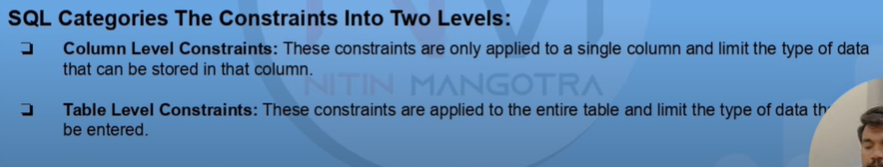 SQL Categories The Constraints Into Two Levels:
Column Level Constraints: These constraints are only applied to a single column and limit the type of data
that can be stored in that column.
NITIN MANGOTRA
Table Level Constraints: These constraints are applied to the entire table and limit the type of data
be entered.